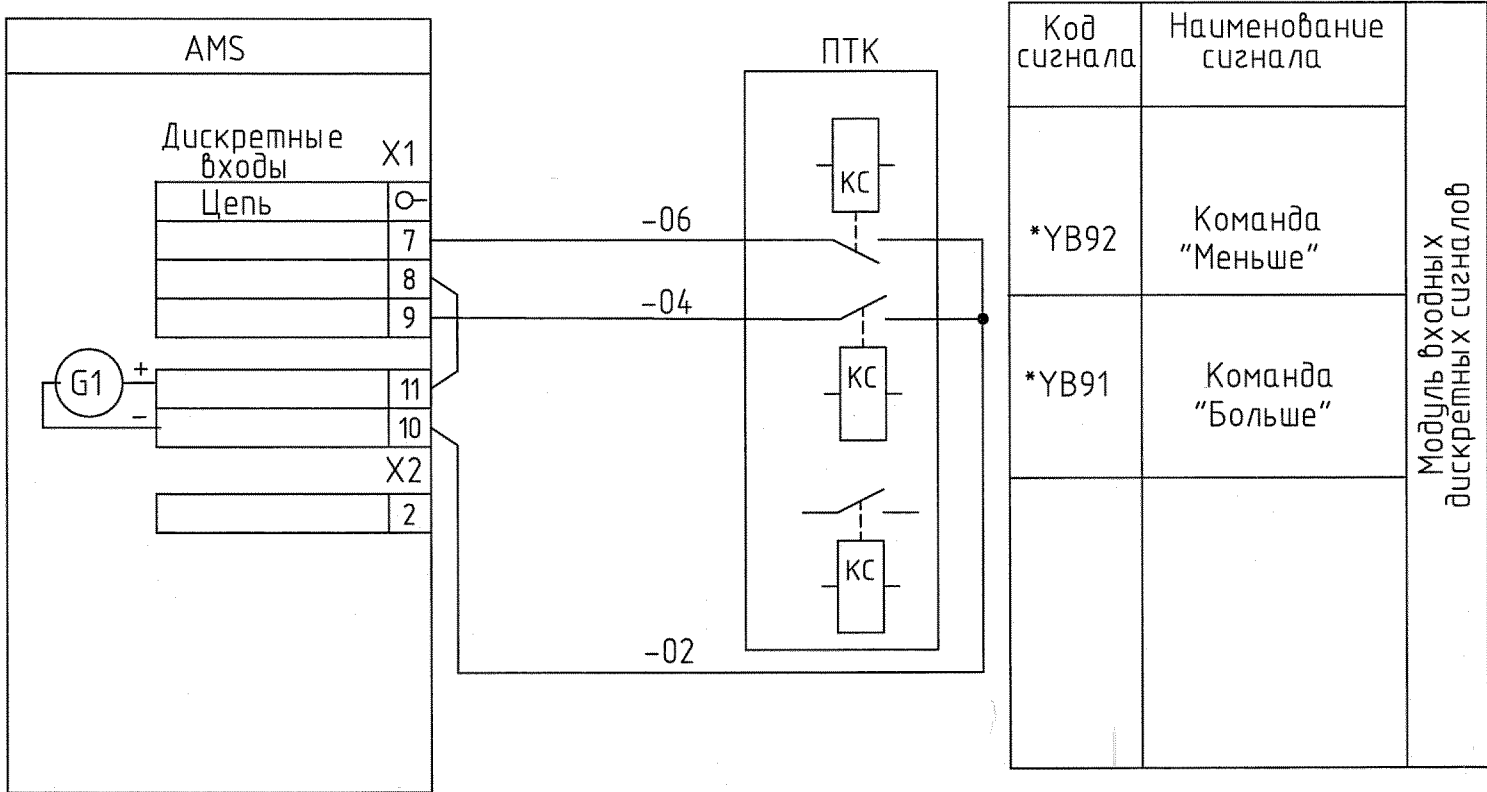 AMS
Дискретные
входы
X1
Цепь
7
8
9
G1
+
−
11
10
X2
2
-06
-04
-02
ПТК
КС
КС
КС
Код
сигнала
Наименование
сигнала
*YB92
Команда
"Меньше"
*YB91
Команда
"Больше"
Модуль входных
дискретных сигналов